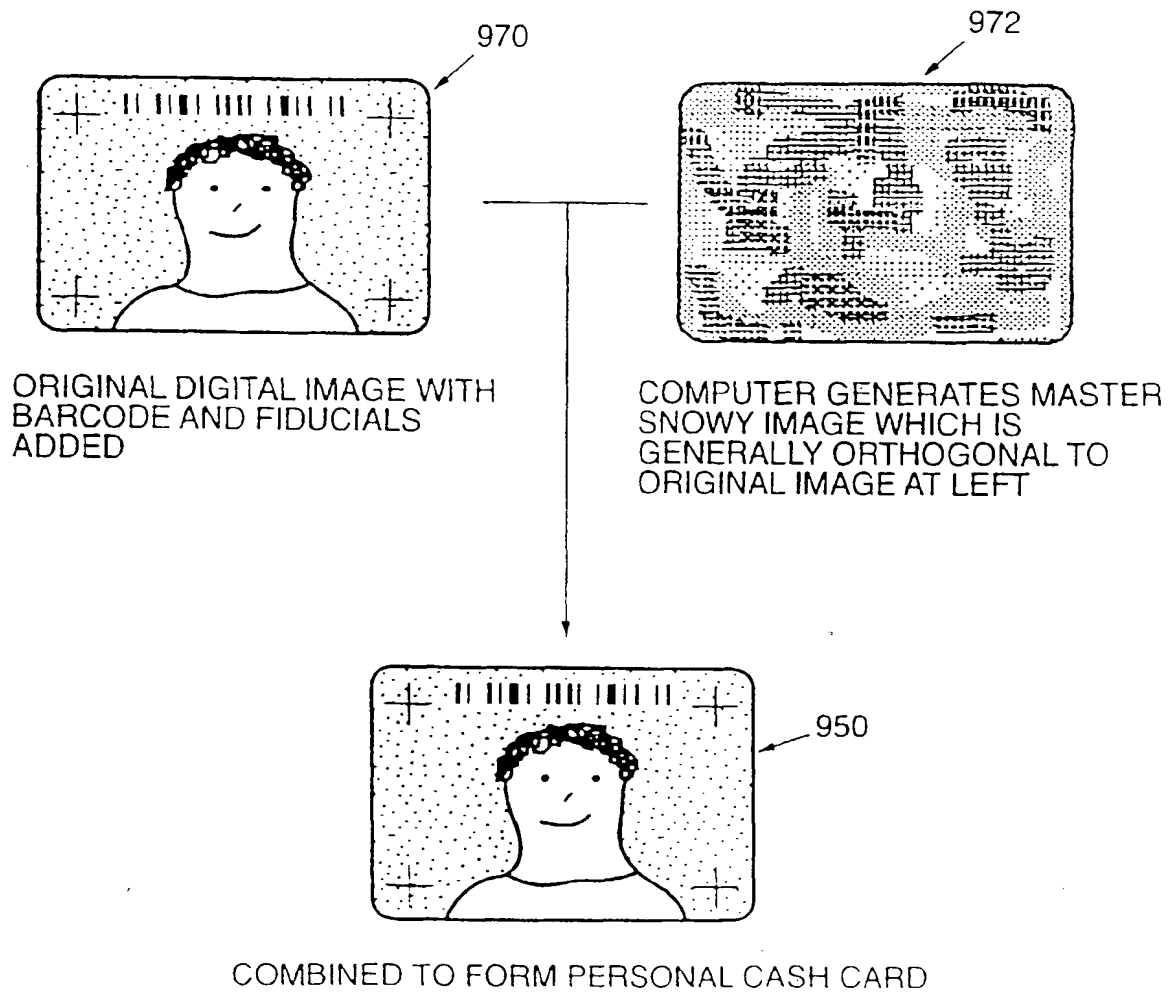 970
972
ORIGINAL DIGITAL IMAGE WITH
BARCODE AND FIDUCIALS
ADDED
COMPUTER GENERATES MASTER
SNOWY IMAGE WHICH IS
GENERALLY ORTHOGONAL TO
ORIGINAL IMAGE AT LEFT
950
COMBINED TO FORM PERSONAL CASH CARD